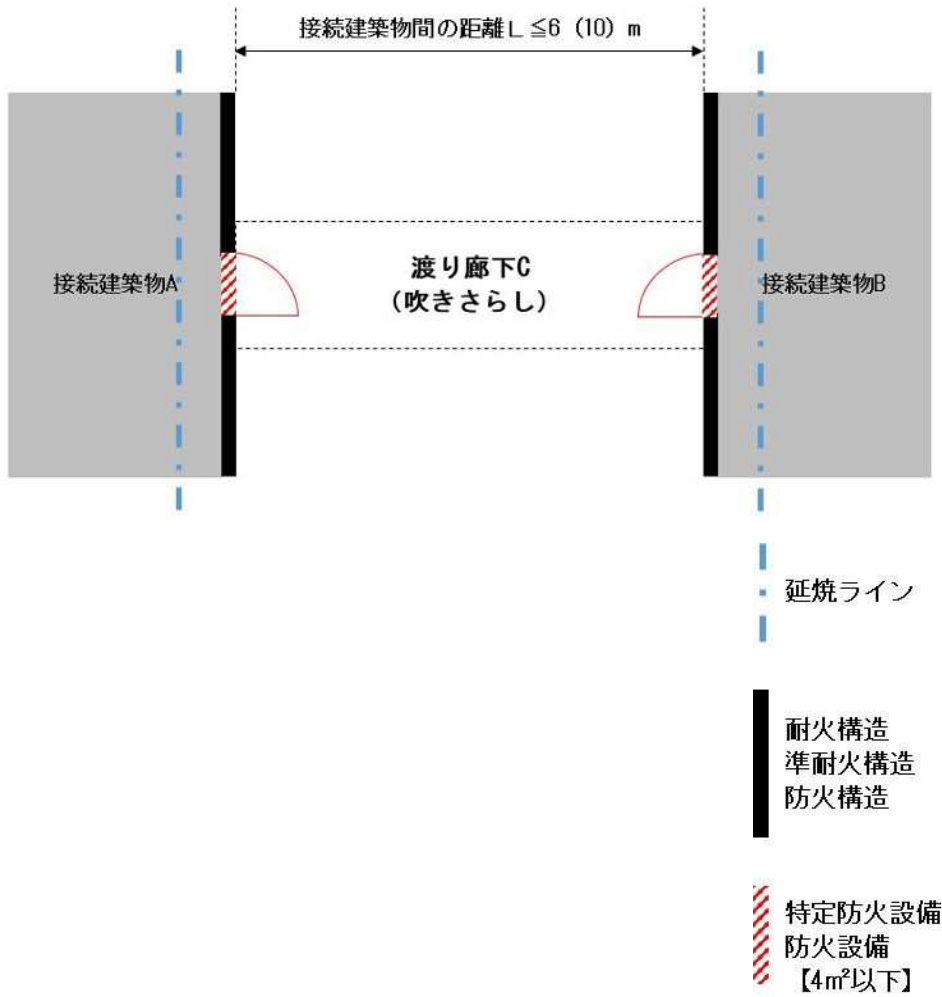 接続建築物間の距離L≦6（10）m
接続建築物A
渡り廊下C
（吹きさらし）
接続建築物B
延焼ライン
耐火構造
準耐火構造
防火構造
特定防火設備
防火設備
【4㎡以下】